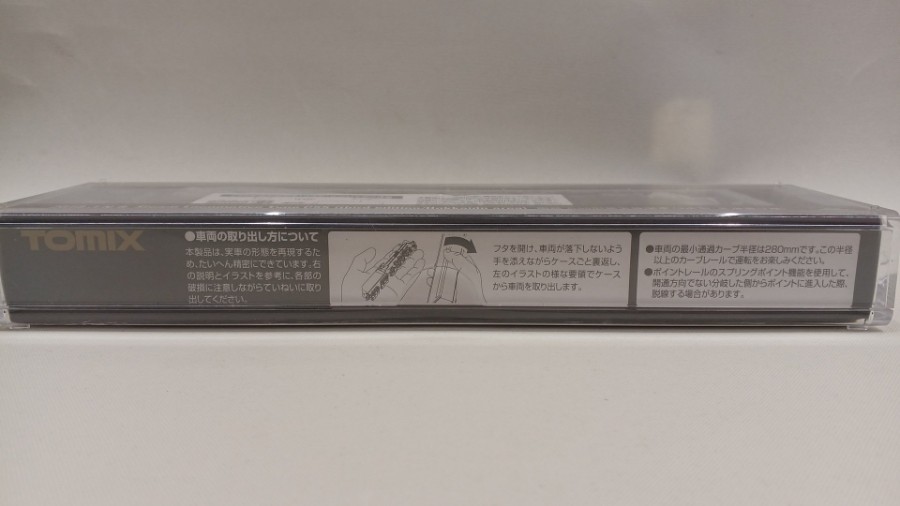 TOMIX
●車両の取り出し方について
本製品は、実車の形態を再現するた
め、たいへん精密にできています。右
の説明とイラストを参考に、各部の
破損に注意しながらていねいに取り
出してください。
フタを開け、車両が落下しないよう
手を添えながらケースごと裏返し、
左のイラストの様な要領でケース
から車両を取り出します。
●車両の最小通過カーブ半径は280mmです。この半径
以上のカーブレールで運転をお楽しみください。
●ポイントレールのスプリングポイント機能を使用して、
開通方向でない分岐した側からポイントに進入した際、
脱線する場合があります。